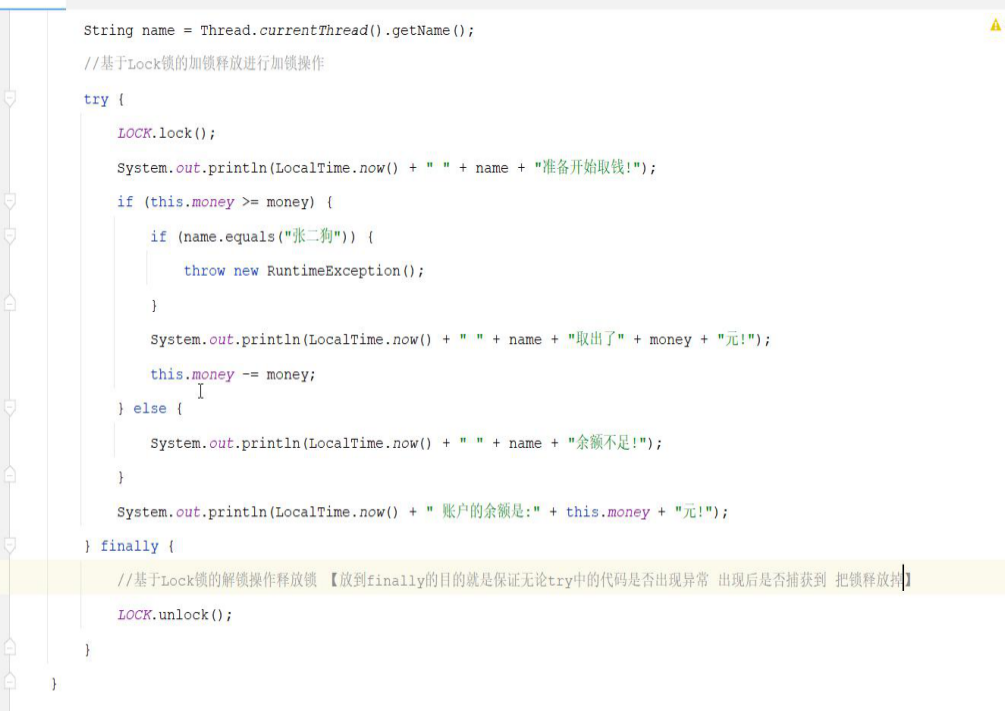 String name = Thread.currentThread().getName();
//基于Lock锁的加锁释放进行加锁操作
try {
LOCK.lock();
System.out.println(LocalTime.now() + " " + name + "准备开始取钱!");
if (this.money >= money) {
if (name.equals("张二狗")) {
throw new RuntimeException();
}
System.out.println(LocalTime.now() + " " + name + "取出了" + money + "元!");
this.money -= money;
} else {
System.out.println(LocalTime.now() + " " + name + "余额不足!");
}
System.out.println(LocalTime.now() + " 账户的余额是:" + this.money + "元!");
} finally {
//基于Lock锁的解锁操作释放锁 【放到finally的目的就是保证无论try中的代码是否出现异常 出现后是否捕获到 把锁释放掉】
LOCK.unlock();
}
}